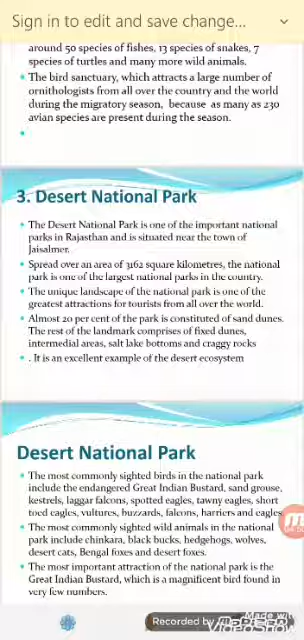 Sign in to edit and save change...
around 50 species of fishes, 13 species of snakes, 7
species of turtles and many more wild animals.
The bird sanctuary, which attracts a large number of
ornithologists from all over the country and the world
during the migratory season, because as many as 230
avian species are present during the season.
3. Desert National Park
The Desert National Park is one of the important national
parks in Rajasthan and is situated near the town of
Jaisalmer.
Spread over an area of 3162 square kilometres, the national
park is one of the largest national parks in the country.
The unique landscape of the national park is one of the
greatest attractions for tourists from all over the world.
Almost 20 per cent of the park is constituted of sand dunes.
The rest of the landmark comprises of fixed dunes,
intermedial areas, salt lake bottoms and craggy rocks
. It is an excellent example of the desert ecosystem
Desert National Park
The most commonly sighted birds in the national park
include the endangered Great Indian Bustard, sand grouse,
kestrels, laggar falcons, spotted eagles, tawny eagles, short
toed eagles, vultures, buzzards, falcons, harriers and eagles.
The most commonly sighted wild animals in the national
park include chinkara, black bucks, hedgehogs, wolves,
desert cats, Bengal foxes and desert foxes.
The most important attraction of the national park is the
Great Indian Bustard, which is a magnificent bird found in
very few numbers.
Made with
Recorded by
VideoShow